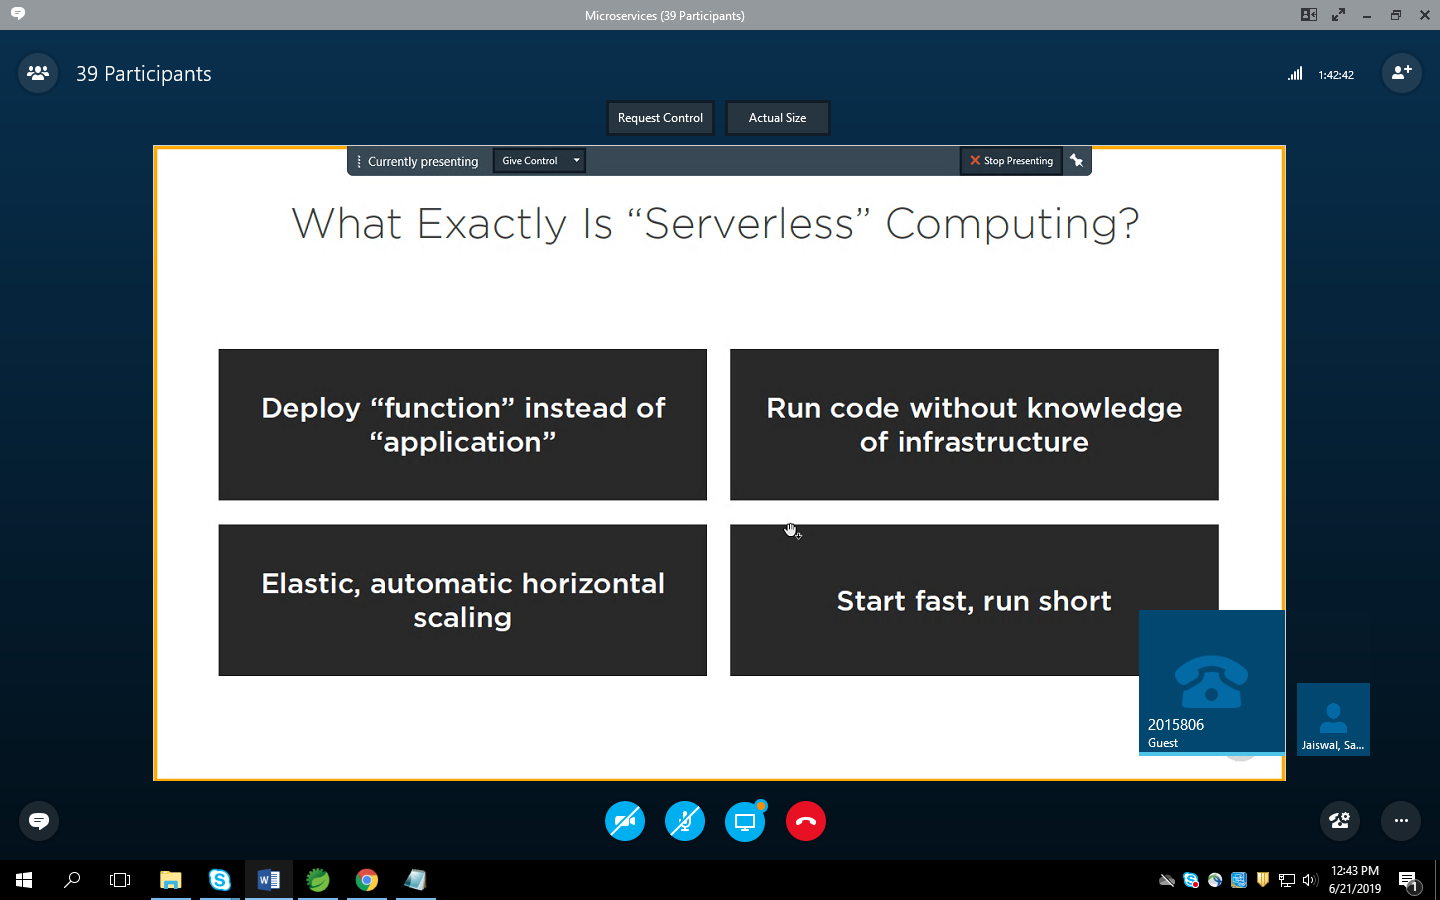 Microservices (39 Participants)
39 Participants
1:42:42
Request Control
Actual Size
Currently presenting
Give Control
Stop Presenting
What Exactly Is “Serverless” Computing?
Deploy “function” instead of
“application”
Run code without knowledge
of infrastructure
Elastic, automatic horizontal
scaling
Start fast, run short
2015806
Guest
Jaiswal, Sa...
12:43 PM
6/21/2019
1